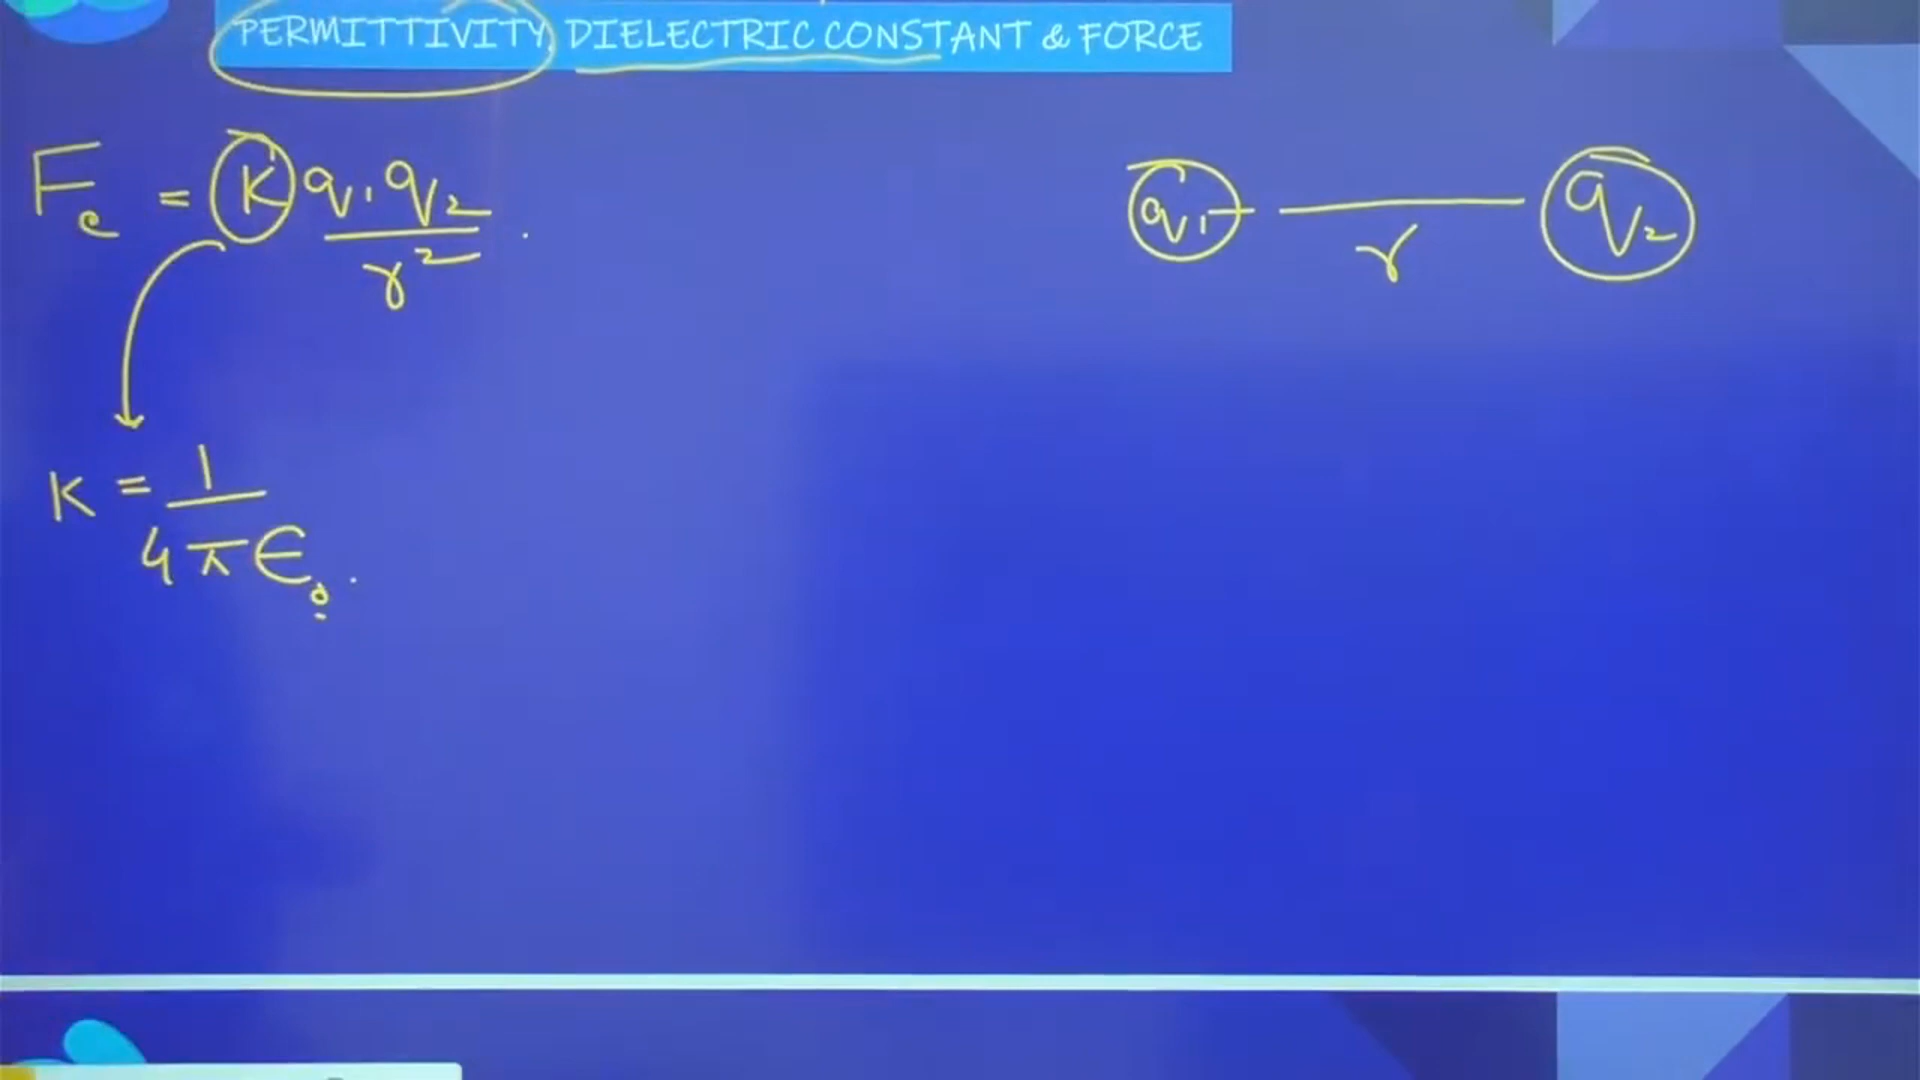 PERMITTIVITY, DIELECTRIC CONSTANT & FORCE
Fe = K q1 q2 / r²
q1 r q2
K = 1 / 4πϵ0